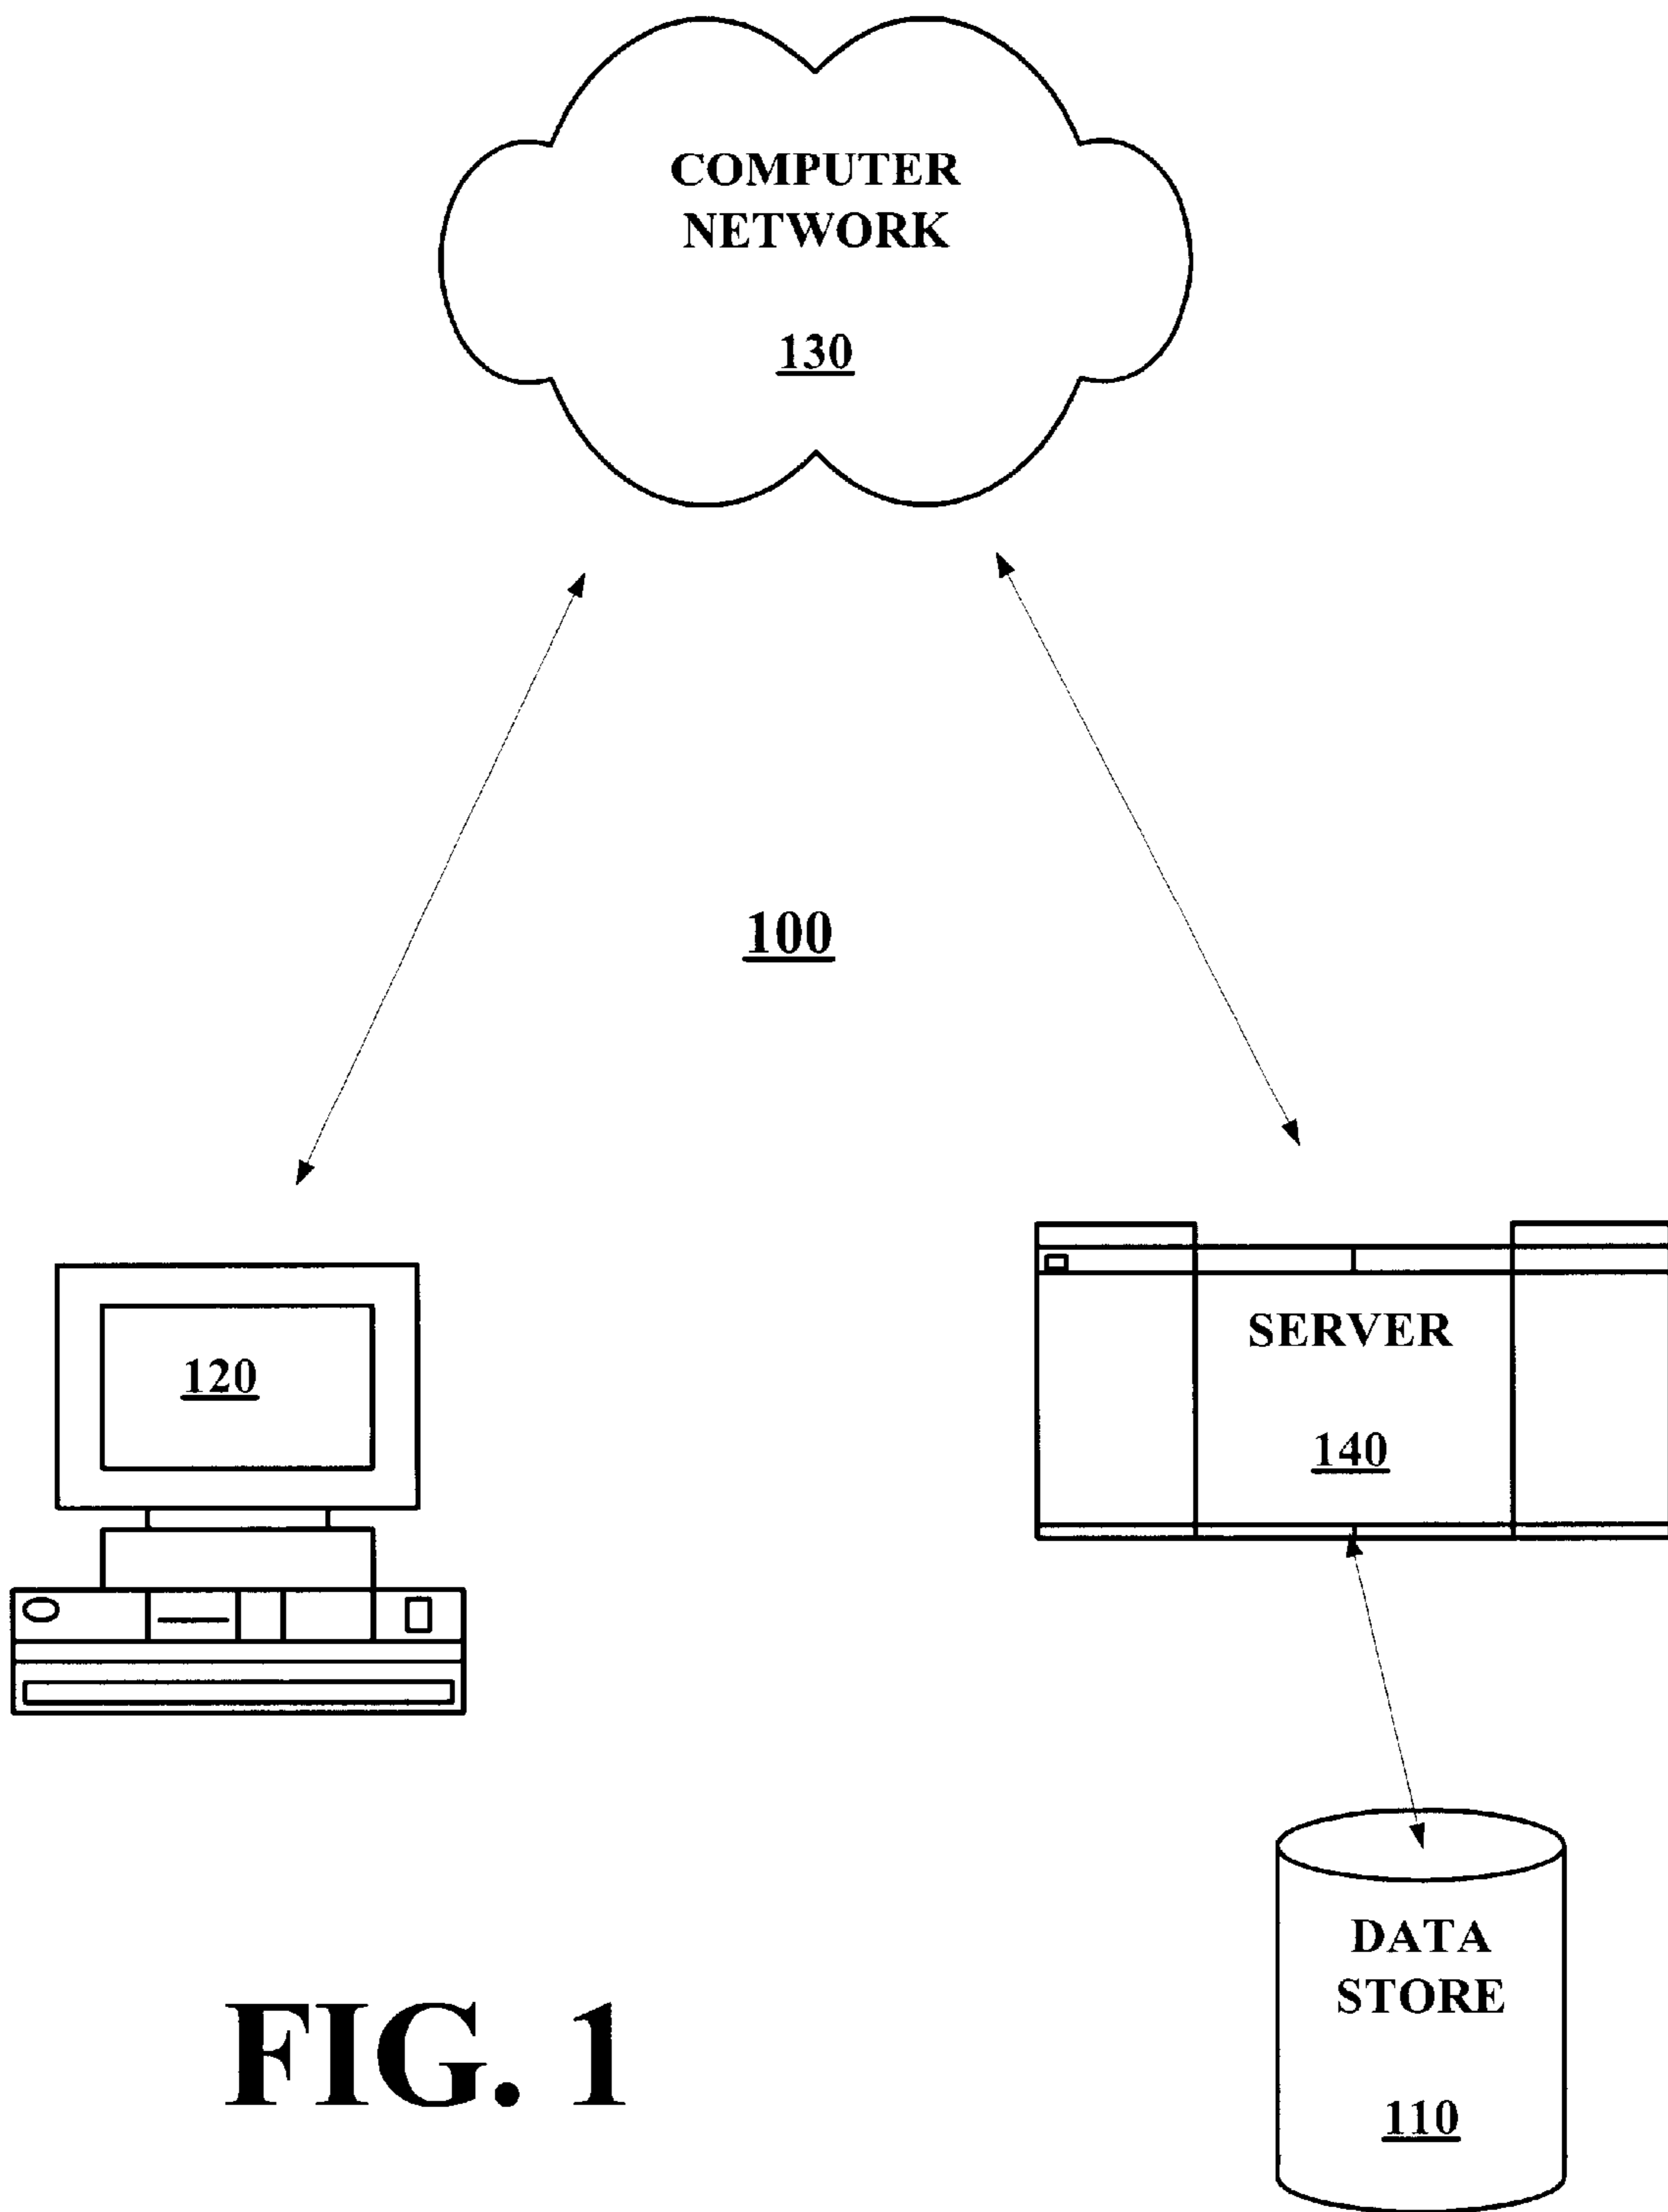 COMPUTER
NETWORK
130
100
120
SERVER
140
DATA
STORE
110
FIG. 1